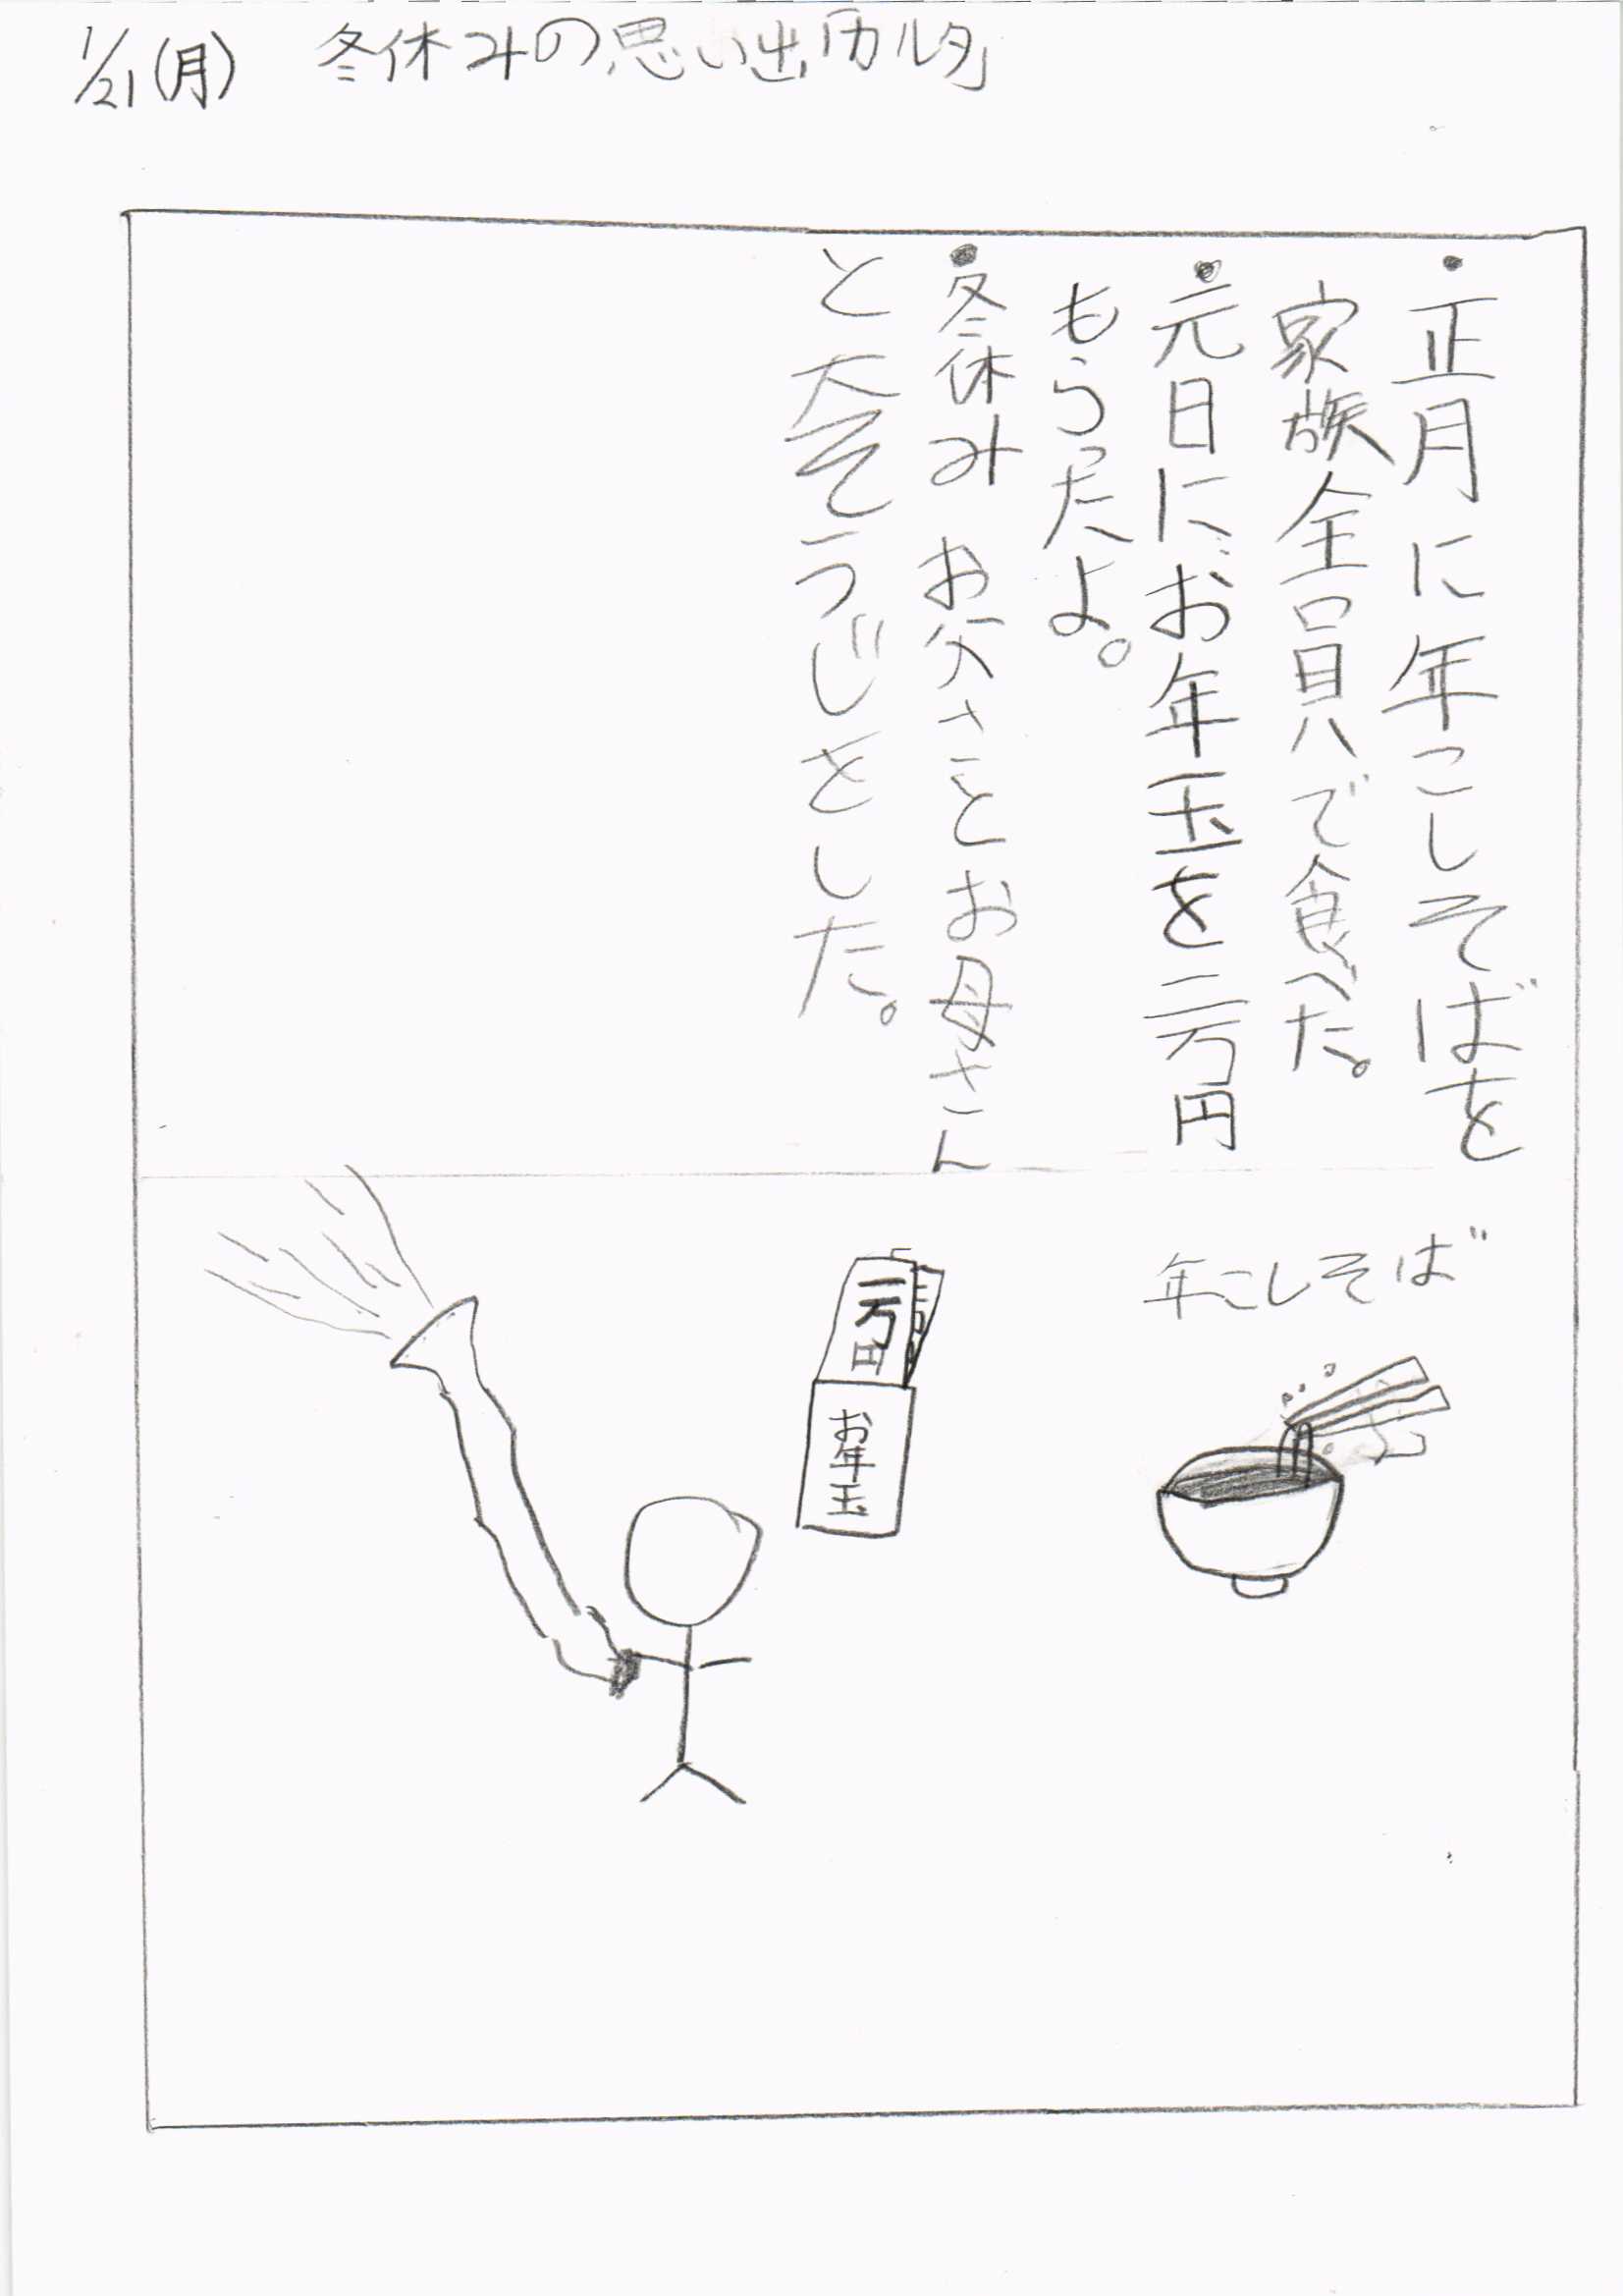 1/21(月) 冬休みの思い出「カルタ」
・正月に年こしそばを
家族全員で食べた。
・元日にお年玉を二万円
もらったよ。
・冬休みお父さんとお母さん
と大そうじをした。
年こしそば
一万円
お年玉